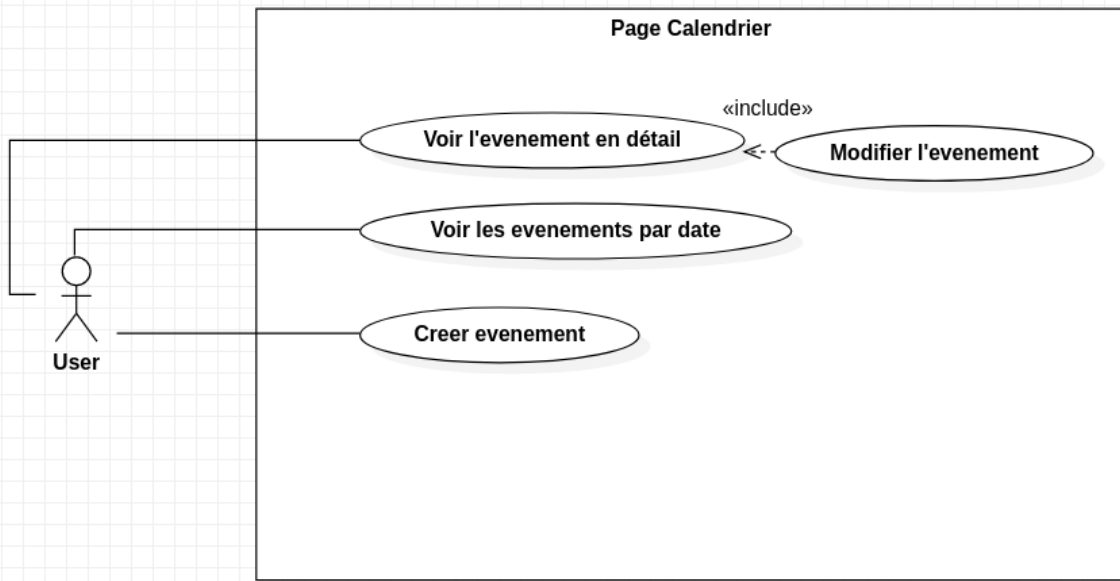 Page Calendrier
«include»
Voir l'evenement en détail
Modifier l'evenement
Voir les evenements par date
Creer evenement
User